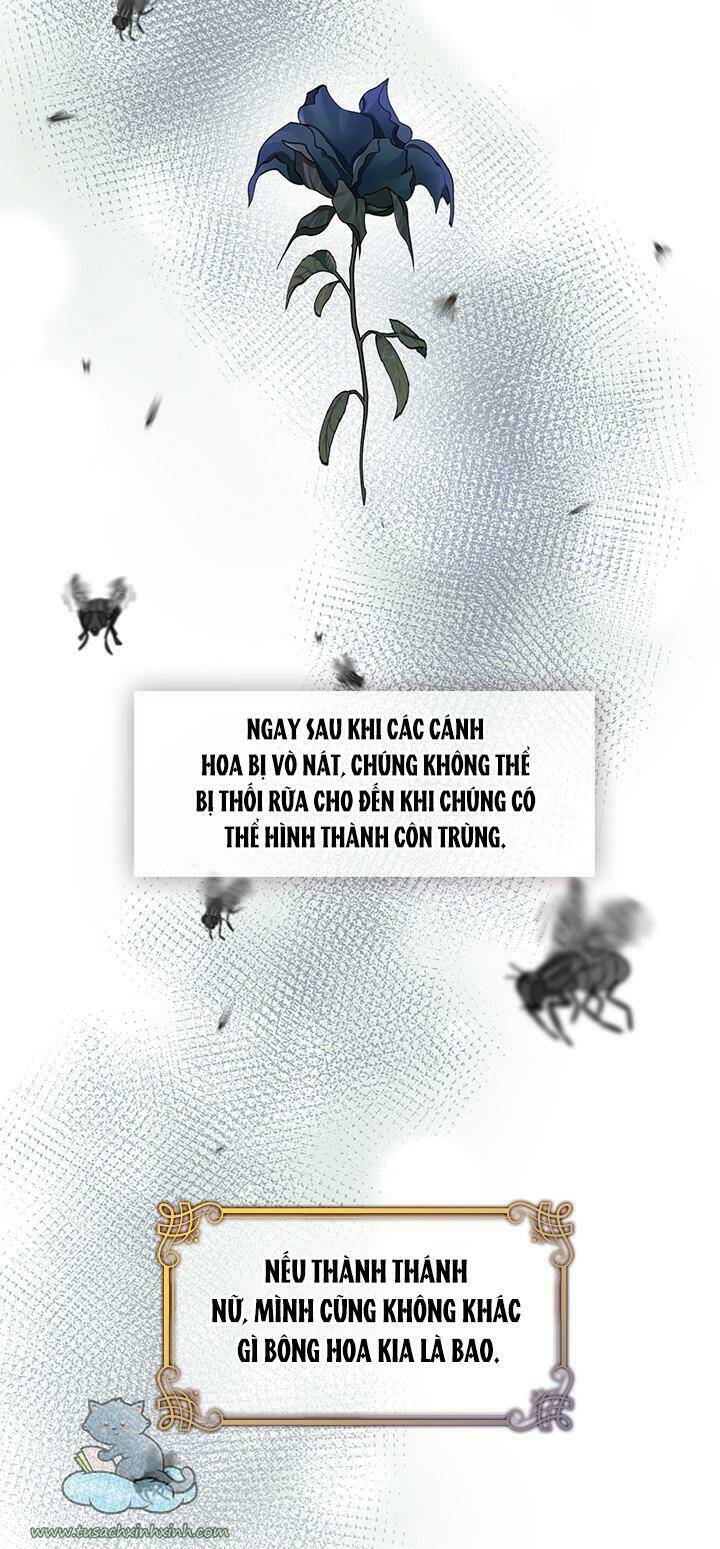 NGAY SAU KHI CÁC CÁNH
HOA BỊ VÒ NÁT, CHÚNG KHÔNG THỂ
BỊ THỐI RỮA CHO ĐẾN KHI CHÚNG CÓ
THỂ HÌNH THÀNH CÔN TRÙNG.
NẾU THÀNH THÁNH
NỮ, MÌNH CŨNG KHÔNG KHÁC
GÌ BÔNG HOA KIA LÀ BAO.
www.tusachxinhxinh.com